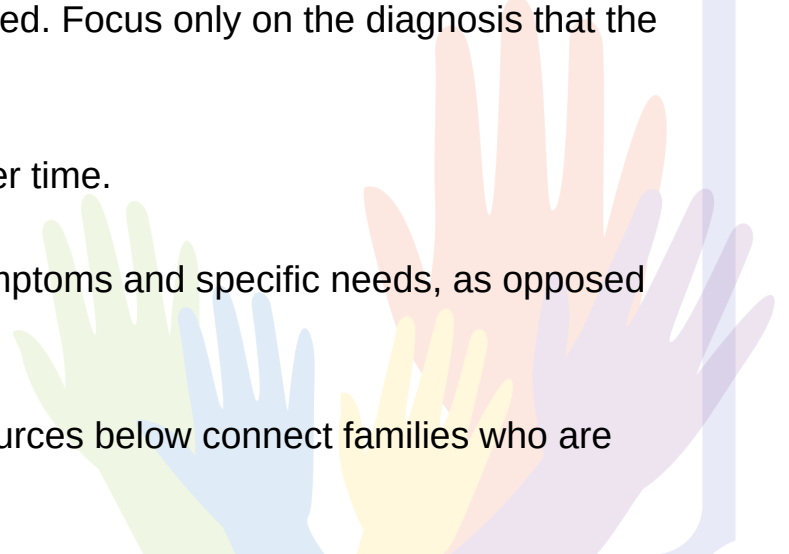 ed. Focus only on the diagnosis that the
er time.
mptoms and specific needs, as opposed
urces below connect families who are